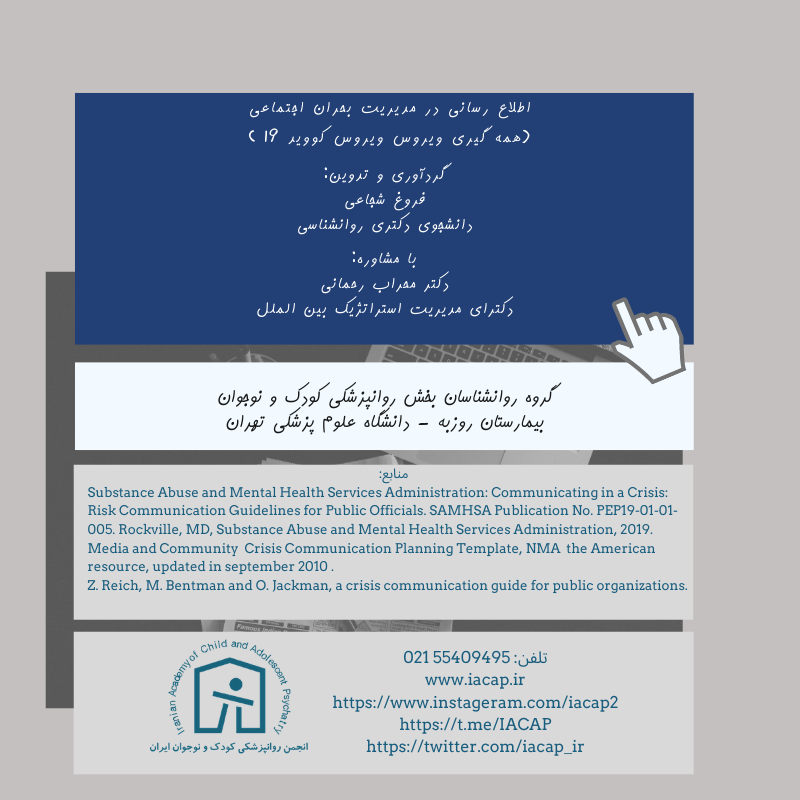 اطلاع رسانی در مدیریت بحران اجتماعی
(همه گیری ویروس ویروس کووید 19 )
گردآوری و تدوین:
فروغ شجاعی
دانشجوی دکتری روانشناسی
با مشاوره:
دکتر محراب رحمانی
دکترای مدیریت استراتژیک بین الملل
گروه روانشناسان بخش روانپزشکی کودک و نوجوان
بیمارستان روزبه - دانشگاه علوم پزشکی تهران
منابع:
Substance Abuse and Mental Health Services Administration: Communicating in a Crisis:
Risk Communication Guidelines for Public Officials. SAMHSA Publication No. PEP19-01-01-
005. Rockville, MD, Substance Abuse and Mental Health Services Administration, 2019.
Media and Community Crisis Communication Planning Template, NMA the American
resource, updated in september 2010 .
Z. Reich, M. Bentman and O. Jackman, a crisis communication guide for public organizations.
Iranian Academy of Child and Adolescent Psychatry
انجمن روانپزشکی کودک و نوجوان ایران
تلفن: 55409495 021
www.iacap.ir
https://www.instageram.com/iacap2
https://t.me/IACAP
https://twitter.com/iacap_ir